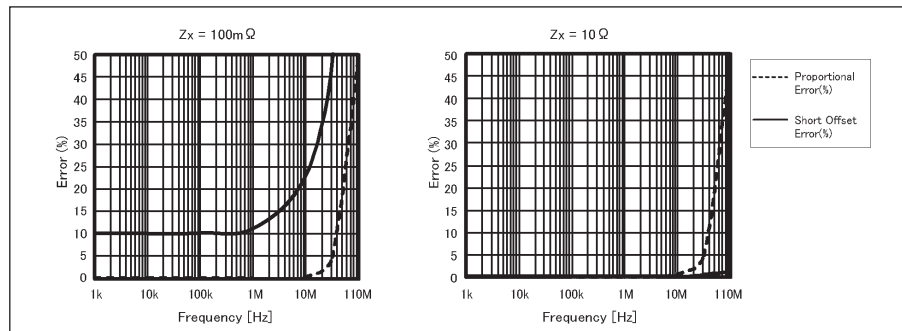 Zx = 100mΩ
50
45
40
35
30
25
20
15
10
5
0
Error (%)
1k 10k 100k 1M 10M 110M
Frequency [Hz]
Zx = 10Ω
50
45
40
35
30
25
20
15
10
5
0
Error (%)
1k 10k 100k 1M 10M 110M
Frequency [Hz]
Proportional
Error(%)
Short Offset
Error(%)